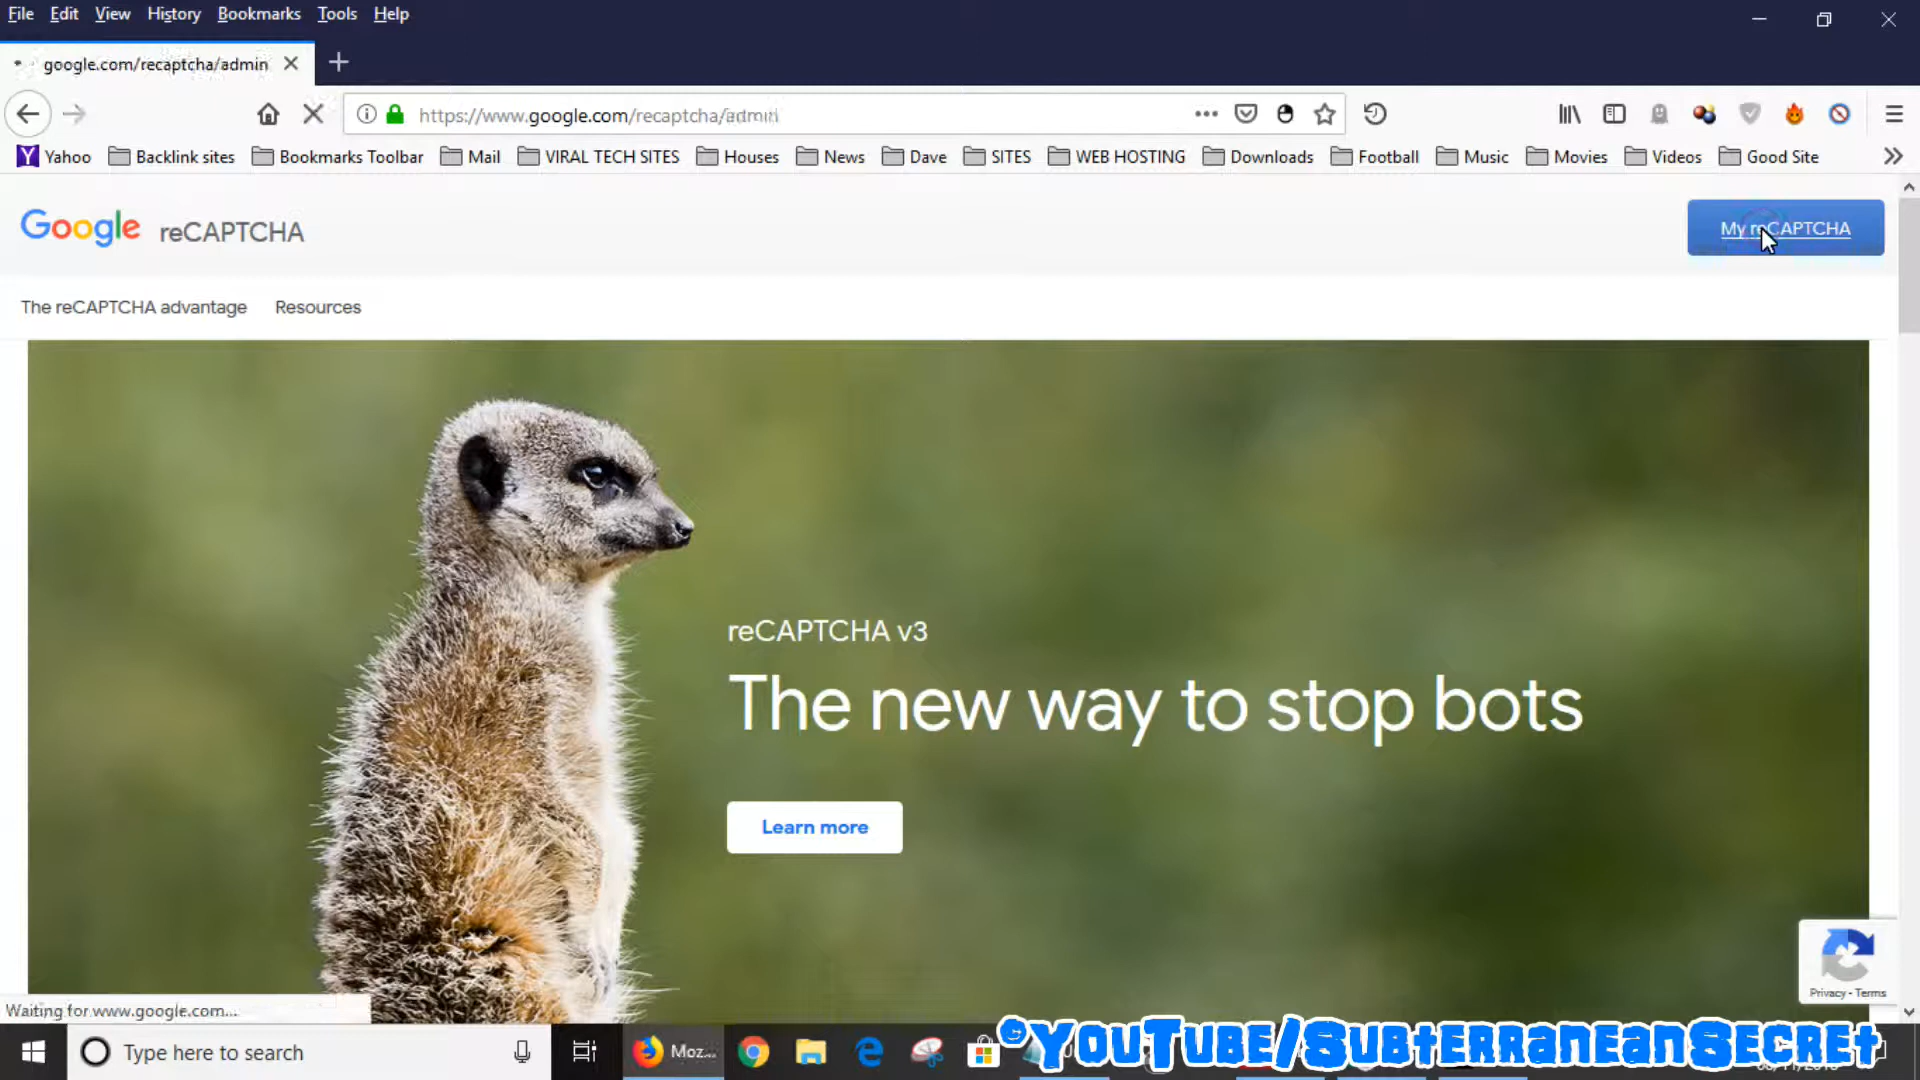 File Edit View History Bookmarks Tools Help
google.com/recaptcha/admin
https://www.google.com/recaptcha/admin
Yahoo Backlink sites Bookmarks Toolbar Mail VIRAL TECH SITES Houses News Dave SITES WEB HOSTING Downloads Football Music Movies Videos Good Site
Google reCAPTCHA
My reCAPTCHA
The reCAPTCHA advantage Resources
reCAPTCHA v3
The new way to stop bots
Learn more
Privacy - Terms
Waiting for www.google.com...
Type here to search
Moz...
©YouTube/SubterraneanSecret